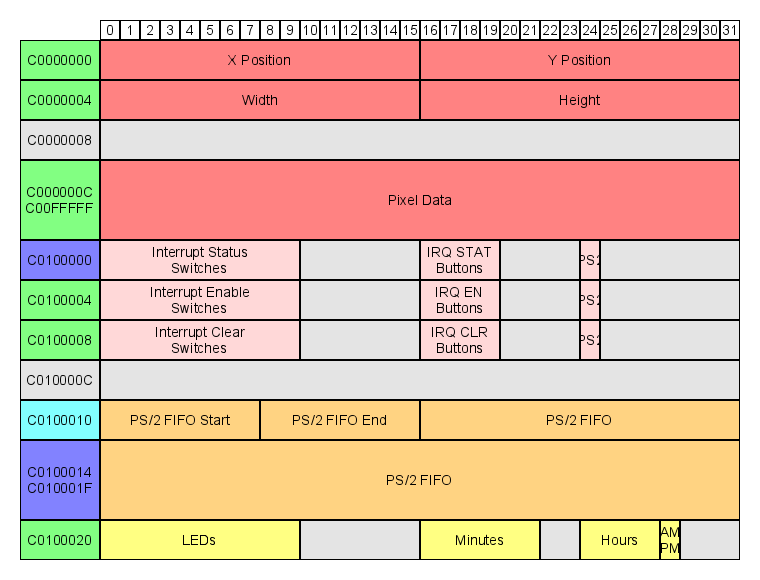 0 1 2 3 4 5 6 7 8 9 10 11 12 13 14 15 16 17 18 19 20 21 22 23 24 25 26 27 28 29 30 31
C0000000 X Position Y Position
C0000004 Width Height
C0000008
C000000C
C00FFFFF
Pixel Data
C0100000
Interrupt Status
Switches
IRQ STAT
Buttons
PS2
C0100004
Interrupt Enable
Switches
IRQ EN
Buttons
PS2
C0100008
Interrupt Clear
Switches
IRQ CLR
Buttons
PS2
C010000C
C0100010 PS/2 FIFO Start PS/2 FIFO End PS/2 FIFO
C0100014
C010001F
PS/2 FIFO
C0100020 LEDs Minutes Hours
AM
PM